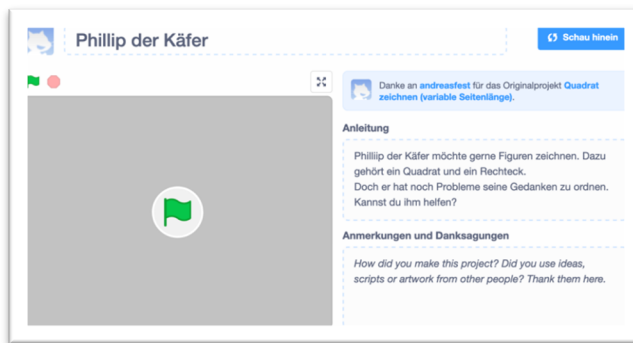 Phillip der Käfer
Schau hinein
Danke an andreasfest für das Originalprojekt Quadrat
zeichnen (variable Seitenlänge).
Anleitung
Philliip der Käfer möchte gerne Figuren zeichnen. Dazu
gehört ein Quadrat und ein Rechteck.
Doch er hat noch Probleme seine Gedanken zu ordnen.
Kannst du ihm helfen?
Anmerkungen und Danksagungen
How did you make this project? Did you use ideas,
scripts or artwork from other people? Thank them here.